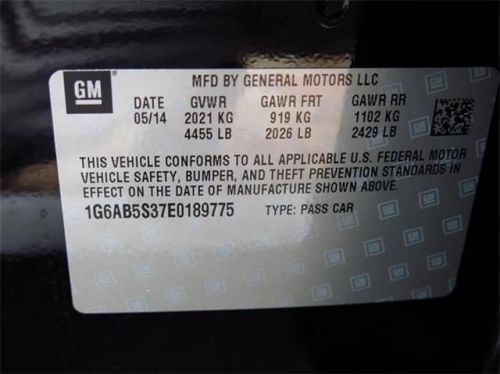 GM
MFD BY GENERAL MOTORS LLC
DATE GVWR GAWR FRT GAWR RR
05/14 2021 KG 919 KG 1102 KG
4455 LB 2026 LB 2429 LB
THIS VEHICLE CONFORMS TO ALL APPLICABLE U.S. FEDERAL MOTOR
VEHICLE SAFETY, BUMPER, AND THEFT PREVENTION STANDARDS IN
EFFECT ON THE DATE OF MANUFACTURE SHOWN ABOVE.
1G6AB5S37E0189775 TYPE: PASS CAR